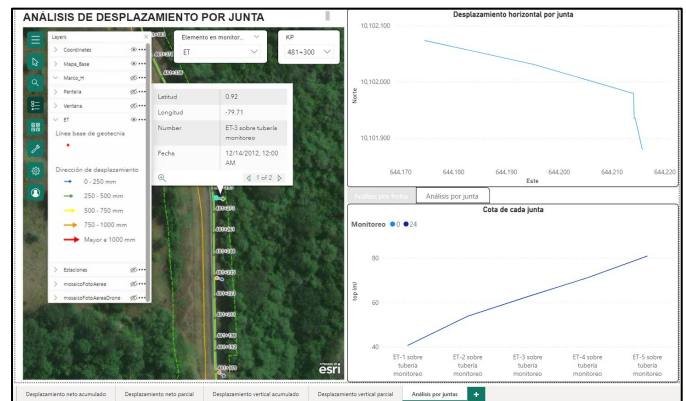 ANÁLISIS DE DESPLAZAMIENTO POR JUNTA
Layers
Coordinates
Mapa_Base
Marco_H
Pantalla
Ventana
ET
Línea base de geotecnia
Dirección de desplazamiento
0 - 250 mm
250 - 500 mm
500 - 750 mm
750 - 1000 mm
Mayor a 1000 mm
Estaciones
mosaicoFotoAerea
mosaicoFotoAereaDrone
Elemento en monitor...
ET
KP
481+300
Latitud 0.92
Longitud -79.71
Number ET-3 sobre tubería monitoreo
Fecha 12/14/2012, 12:00 AM
1 of 2
esri
Desplazamiento horizontal por junta
10,102,100
10,102,000
10,101,900
Norte
644,170 644,180 644,190 644,200 644,210 644,220
Este
Análisis por fecha Análisis por junta
Cota de cada junta
Monitoreo 0 24
80
60
40
top (m)
ET-1 sobre tubería monitoreo
ET-2 sobre tubería monitoreo
ET-3 sobre tubería monitoreo
ET-4 sobre tubería monitoreo
ET-5 sobre tubería monitoreo
Desplazamiento neto acumulado Desplazamiento neto parcial Desplazamiento vertical acumulado Desplazamiento vertical parcial Análisis por juntas +